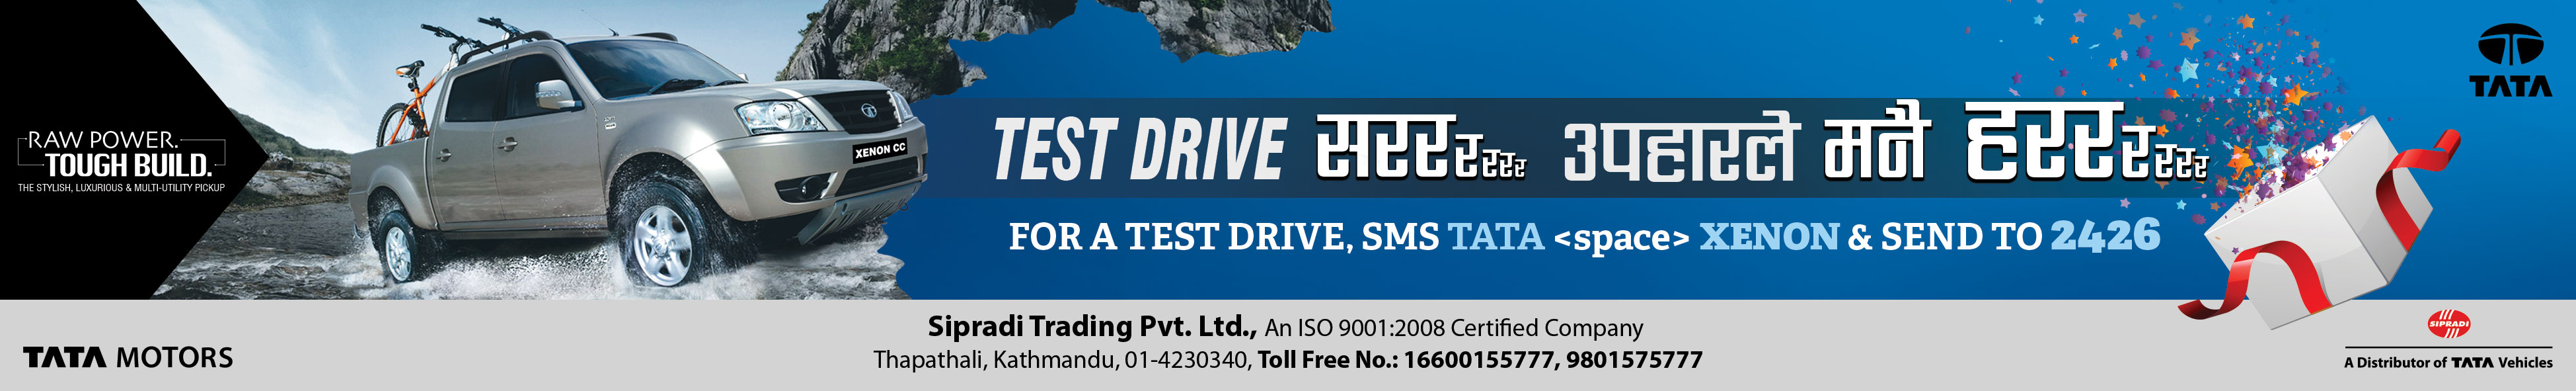 RAW POWER.
TOUGH BUILD.
THE STYLISH, LUXURIOUS & MULTI-UTILITY PICKUP
XENON CC
TEST DRIVE सररररररर उपहारले मनै हरररररररर
FOR A TEST DRIVE, SMS TATA <space> XENON & SEND TO 2426
TATA
TATA MOTORS
Sipradi Trading Pvt. Ltd., An ISO 9001:2008 Certified Company
Thapathali, Kathmandu, 01-4230340, Toll Free No.: 16600155777, 9801575777
SIPRADI
A Distributor of TATA Vehicles